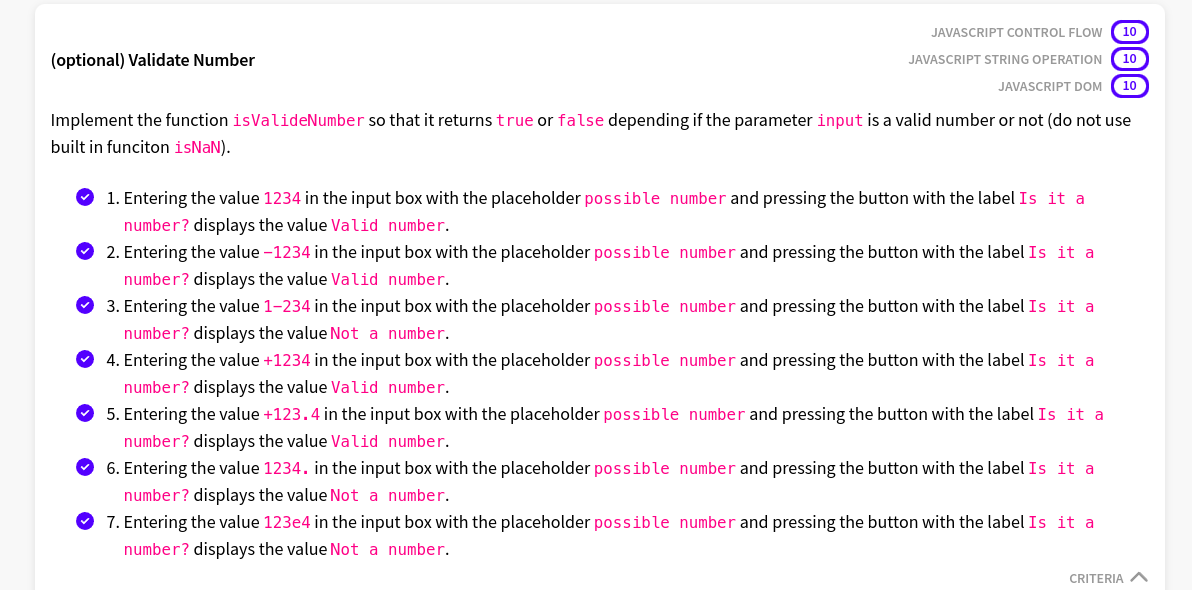 JAVASCRIPT CONTROL FLOW 10
(optional) Validate Number
JAVASCRIPT STRING OPERATION 10
JAVASCRIPT DOM 10
Implement the function isValideNumber so that it returns true or false depending if the parameter input is a valid number or not (do not use
built in funciton isNaN).
1. Entering the value 1234 in the input box with the placeholder possible number and pressing the button with the label Is it a
number? displays the value Valid number.
2. Entering the value −1234 in the input box with the placeholder possible number and pressing the button with the label Is it a
number? displays the value Valid number.
3. Entering the value 1−234 in the input box with the placeholder possible number and pressing the button with the label Is it a
number? displays the value Not a number.
4. Entering the value +1234 in the input box with the placeholder possible number and pressing the button with the label Is it a
number? displays the value Valid number.
5. Entering the value +123.4 in the input box with the placeholder possible number and pressing the button with the label Is it a
number? displays the value Valid number.
6. Entering the value 1234. in the input box with the placeholder possible number and pressing the button with the label Is it a
number? displays the value Not a number.
7. Entering the value 123e4 in the input box with the placeholder possible number and pressing the button with the label Is it a
number? displays the value Not a number.
CRITERIA